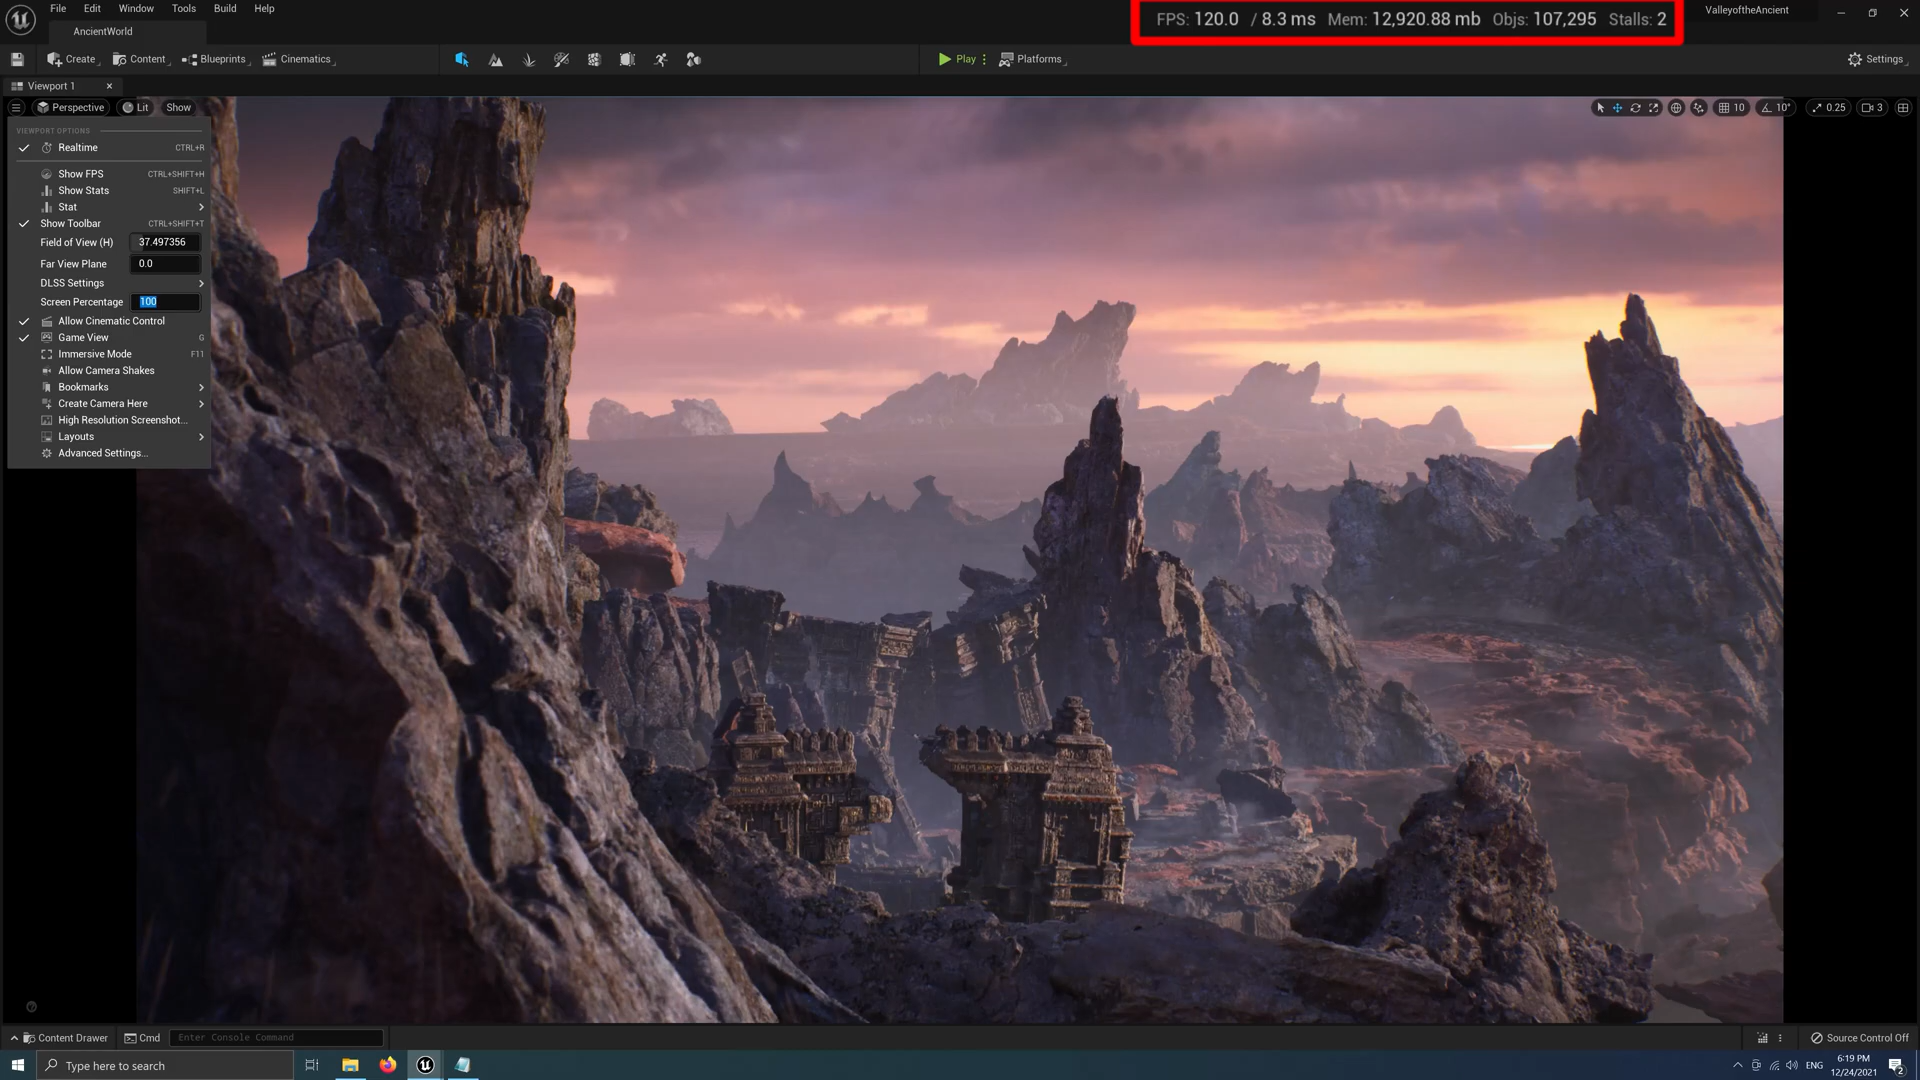 File Edit Window Tools Build Help
FPS: 120.0 / 8.3 ms Mem: 12,920.88 mb Objs: 107,295 Stalls: 2
ValleyoftheAncient
AncientWorld
Create Content Blueprints Cinematics Play Platforms Settings
Viewport 1
Perspective Lit Show 10 10° 0.25 3
VIEWPORT OPTIONS
Realtime CTRL+R
Show FPS CTRL+SHIFT+H
Show Stats SHIFT+L
Stat
Show Toolbar CTRL+SHIFT+T
Field of View (H) 37.497356
Far View Plane 0.0
DLSS Settings
Screen Percentage 100
Allow Cinematic Control
Game View G
Immersive Mode F11
Allow Camera Shakes
Bookmarks
Create Camera Here
High Resolution Screenshot...
Layouts
Advanced Settings...
Content Drawer Cmd Enter Console Command Source Control Off
Type here to search ENG 6:19 PM
12/24/2021 2